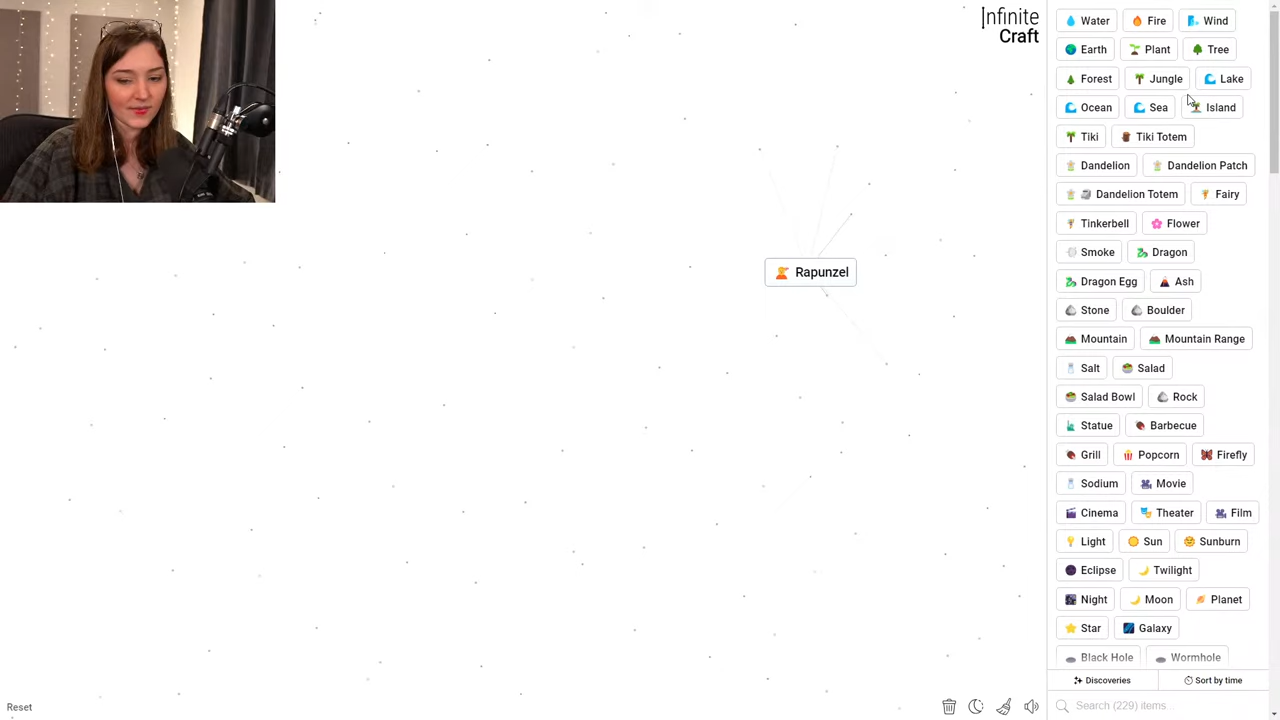 Infinite
Craft
Rapunzel
Water Fire Wind
Earth Plant Tree
Forest Jungle Lake
Ocean Sea Island
Tiki Tiki Totem
Dandelion Dandelion Patch
Dandelion Totem Fairy
Tinkerbell Flower
Smoke Dragon
Dragon Egg Ash
Stone Boulder
Mountain Mountain Range
Salt Salad
Salad Bowl Rock
Statue Barbecue
Grill Popcorn Firefly
Sodium Movie
Cinema Theater Film
Light Sun Sunburn
Eclipse Twilight
Night Moon Planet
Star Galaxy
Black Hole Wormhole
Discoveries Sort by time
Search (229) items...
Reset